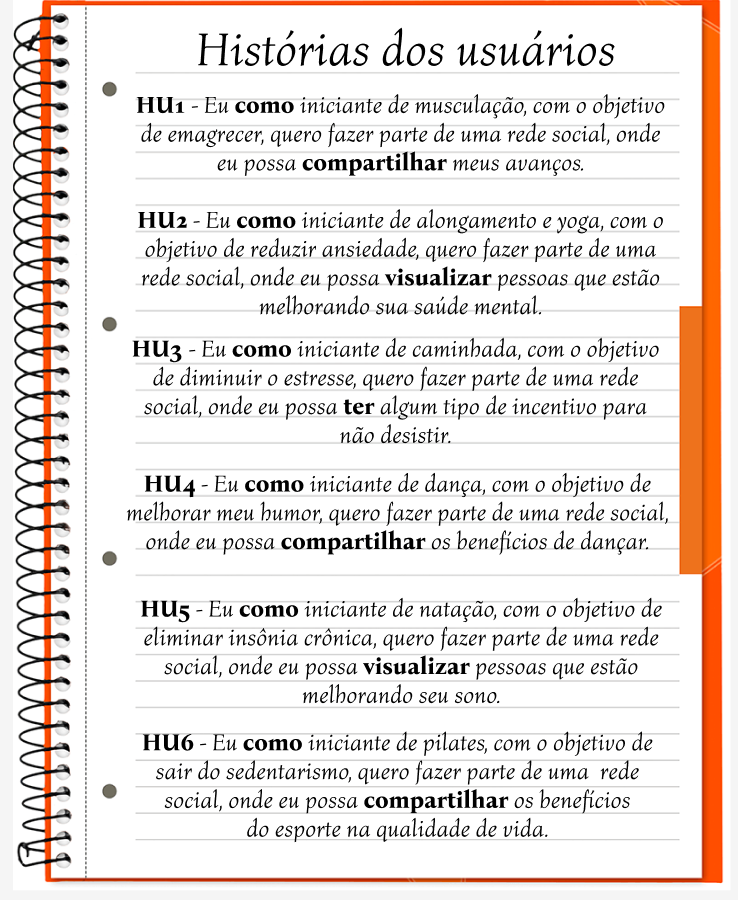 Histórias dos usuários
HU1 - Eu como iniciante de musculação, com o objetivo
de emagrecer, quero fazer parte de uma rede social, onde
eu possa compartilhar meus avanços.
HU2 - Eu como iniciante de alongamento e yoga, com o
objetivo de reduzir ansiedade, quero fazer parte de uma
rede social, onde eu possa visualizar pessoas que estão
melhorando sua saúde mental.
HU3 - Eu como iniciante de caminhada, com o objetivo
de diminuir o estresse, quero fazer parte de uma rede
social, onde eu possa ter algum tipo de incentivo para
não desistir.
HU4 - Eu como iniciante de dança, com o objetivo de
melhorar meu humor, quero fazer parte de uma rede social,
onde eu possa compartilhar os benefícios de dançar.
HU5 - Eu como iniciante de natação, com o objetivo de
eliminar insônia crônica, quero fazer parte de uma rede
social, onde eu possa visualizar pessoas que estão
melhorando seu sono.
HU6 - Eu como iniciante de pilates, com o objetivo de
sair do sedentarismo, quero fazer parte de uma rede
social, onde eu possa compartilhar os benefícios
do esporte na qualidade de vida.